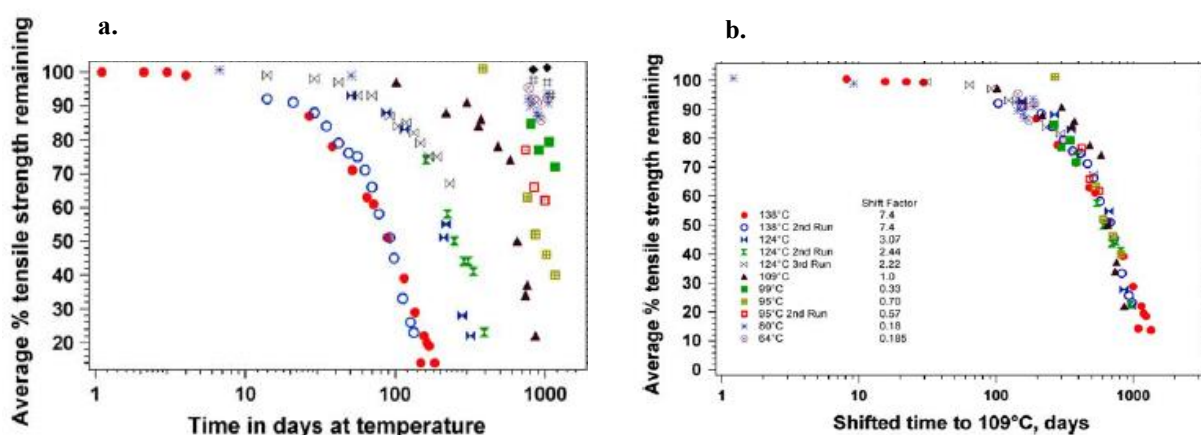 a.
Average % tensile strength remaining
100
90
80
70
60
50
40
30
20
1
10
100
1000
Time in days at temperature
b.
Average % tensile strength remaining
100
90
80
70
60
50
40
30
20
10
0
Shift Factor
138°C 7.4
138°C 2nd Run 7.4
124°C 3.07
124°C 2nd Run 2.44
124°C 3rd Run 2.22
109°C 1.0
99°C 0.33
95°C 0.70
95°C 2nd Run 0.57
80°C 0.18
64°C 0.185
1
10
100
1000
Shifted time to 109°C, days